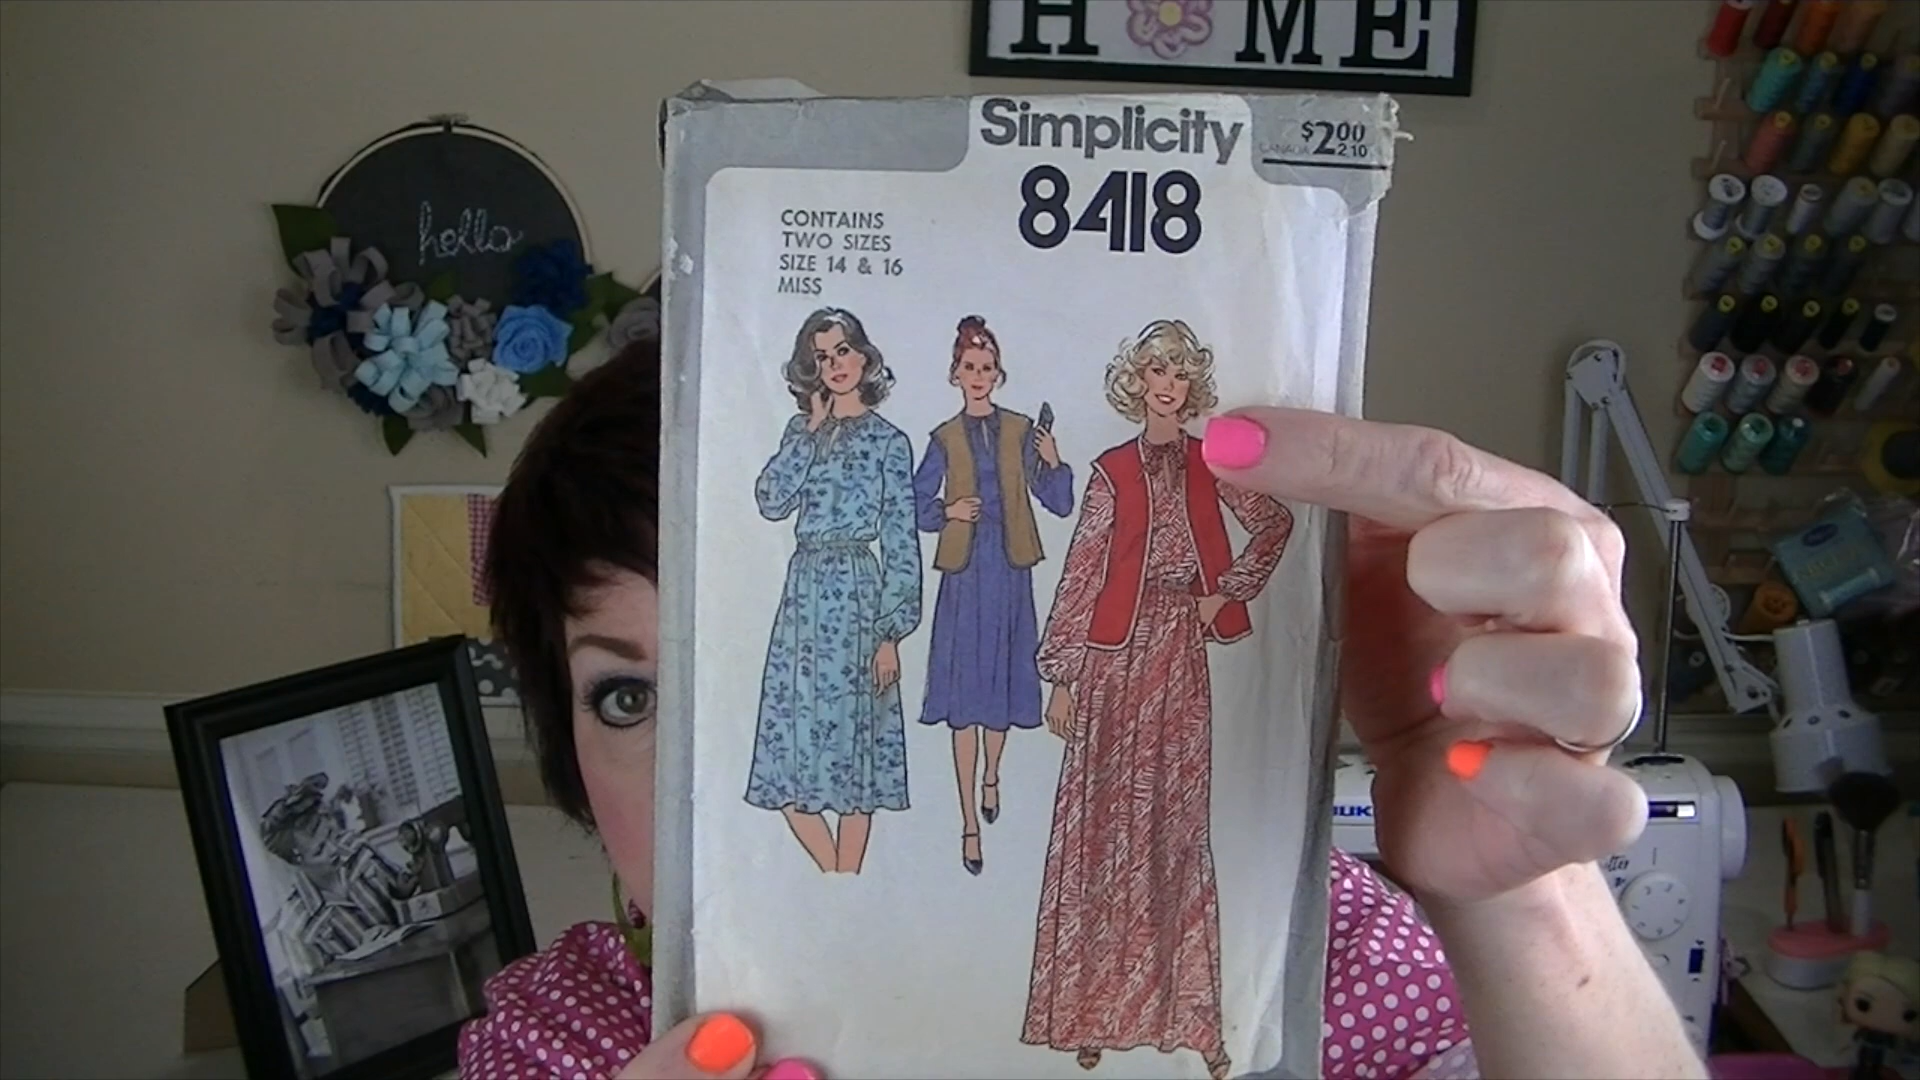 HOME
hello
Simplicity
$2.00
CANADA 2.10
8418
CONTAINS
TWO SIZES
SIZE 14 & 16
MISS